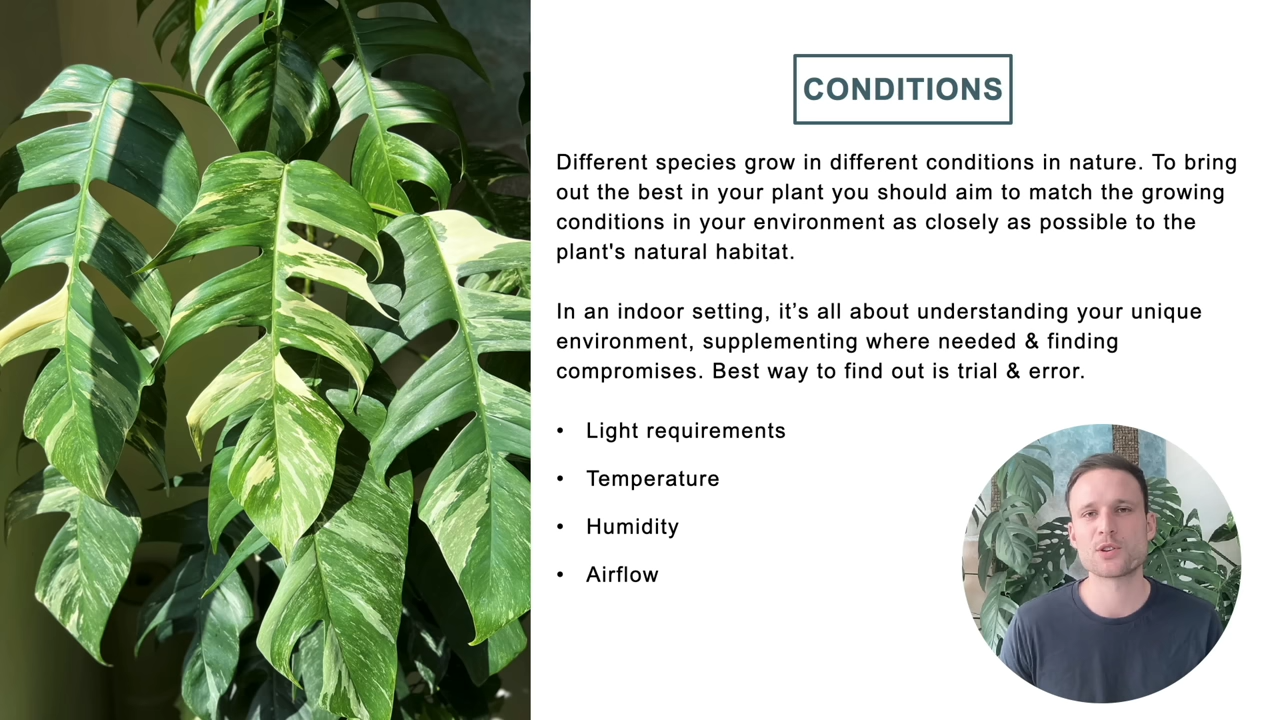 CONDITIONS
Different species grow in different conditions in nature. To bring
out the best in your plant you should aim to match the growing
conditions in your environment as closely as possible to the
plant's natural habitat.
In an indoor setting, it’s all about understanding your unique
environment, supplementing where needed & finding
compromises. Best way to find out is trial & error.
• Light requirements
• Temperature
• Humidity
• Airflow